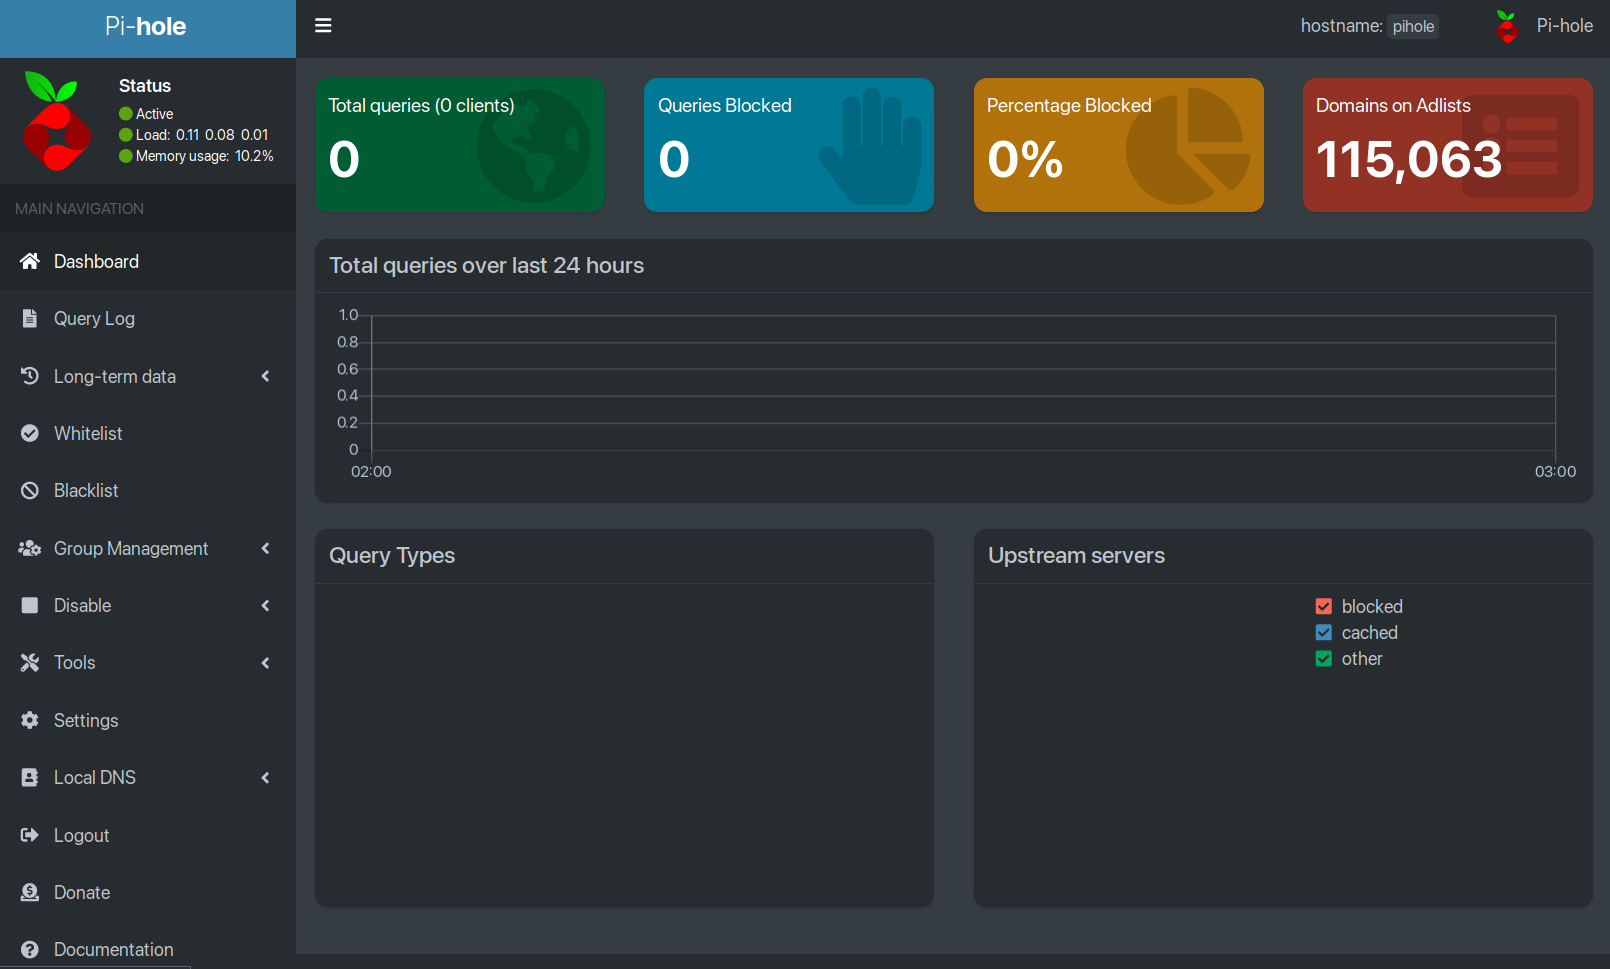 Pi-hole
hostname: pihole
Pi-hole
Status
Active
Load: 0.11 0.08 0.01
Memory usage: 10.2%
MAIN NAVIGATION
Dashboard
Query Log
Long-term data
Whitelist
Blacklist
Group Management
Disable
Tools
Settings
Local DNS
Logout
Donate
Documentation
Total queries (0 clients)
0
Queries Blocked
0
Percentage Blocked
0%
Domains on Adlists
115,063
Total queries over last 24 hours
1.0
0.8
0.6
0.4
0.2
0
02:00 03:00
Query Types
Upstream servers
blocked
cached
other